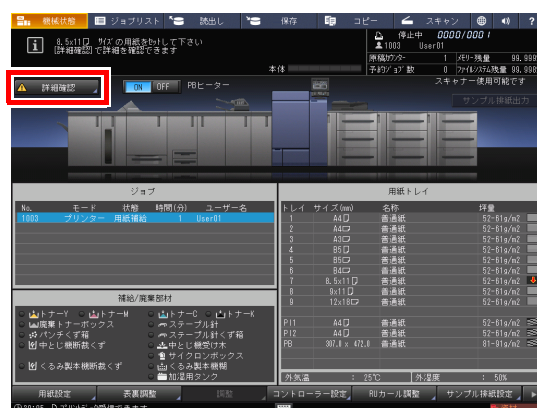 機械状態 ジョブリスト 読出し 保存 コピー スキャン ?
8.5x11 サイズ の用紙をセットして下さい
[詳細確認]で詳細を確認できます
停止中 0000/000 1
1003 User01
原稿カウンター 1 メモリー残量 99.999
予約ジョブ数 0 ファイルシステム残量 99.999
本体
スキャナー使用可能です
詳細確認 ON OFF PBヒーター
サンプル排紙出力
ジョブ
No. モード 状態 時間(分) ユーザー名
1003 プリンター 用紙補給 1 User01
用紙トレイ
トレイ サイズ(mm) 名称 坪量
1 A4 普通紙 52-61g/m2
2 A4 普通紙 52-61g/m2
3 A3 普通紙 52-61g/m2
4 B5 普通紙 52-61g/m2
5 B5 普通紙 52-61g/m2
6 B4 普通紙 52-61g/m2
7 8.5x11 普通紙 52-61g/m2
8 9x11 普通紙 52-61g/m2
9 12x18 普通紙 52-61g/m2
PI1 A4 普通紙 52-61g/m2
PI2 A4 普通紙 52-61g/m2
PB 307.8 x 472.0 普通紙 81-91g/m2
補給/廃棄部材
トナーY トナーM トナーC トナーK
廃棄トナーボックス ステープル針
パンチくず箱 ステープル針くず箱
中とじ機断裁くず 中とじ機受け水
サイクロンボックス
くるみ製本機断裁くず くるみ製本機糊
加湿用タンク
外気温 : 25℃ 外湿度 : 50%
用紙設定 表裏調整 調整 コントローラー設定 RUカール調整 サンプル排紙設定